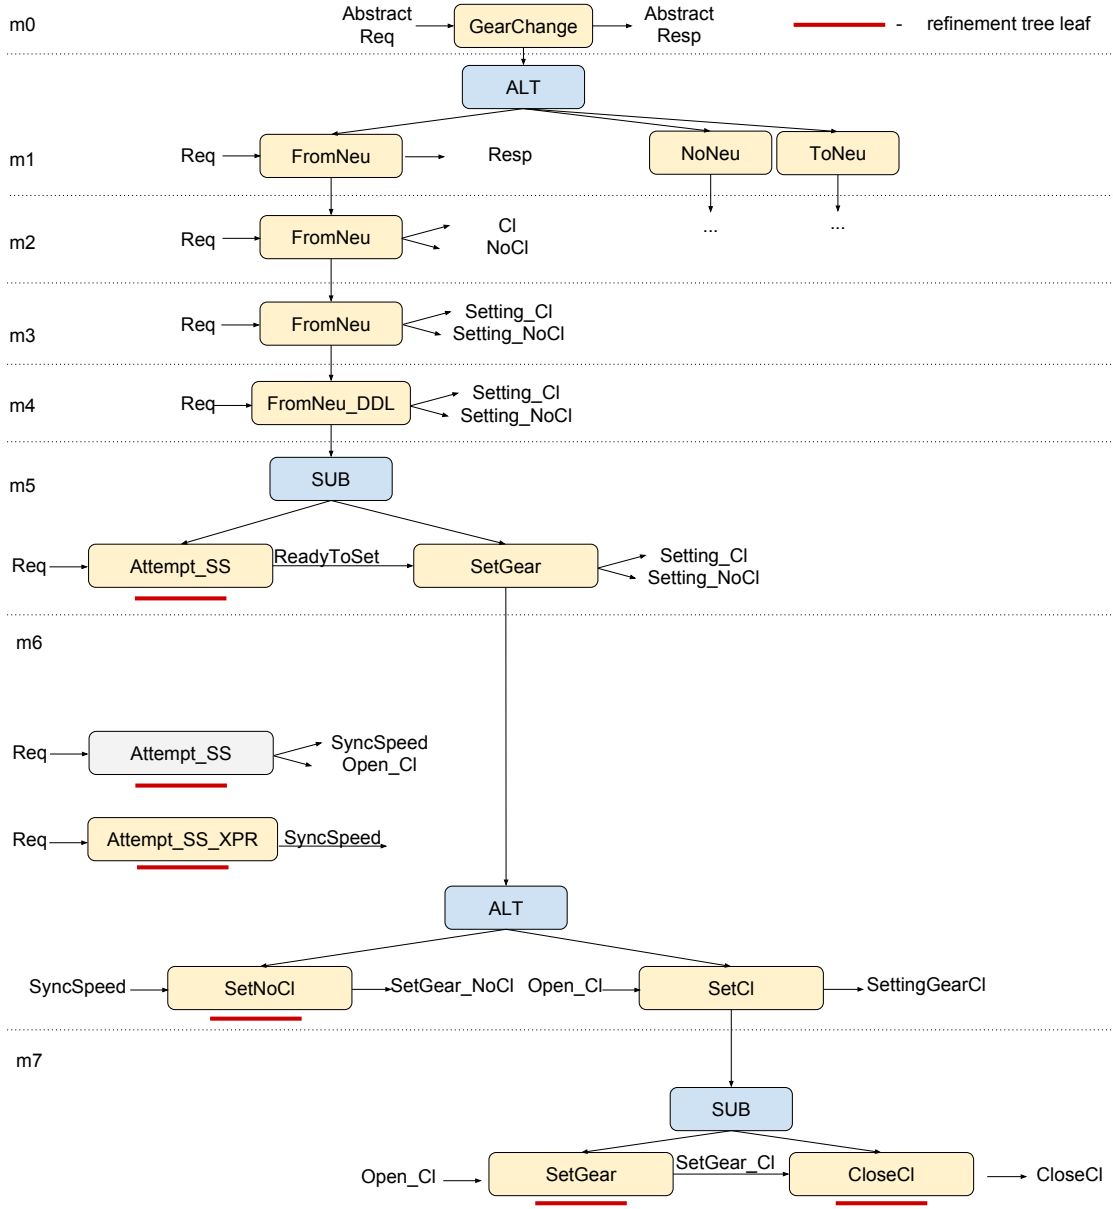 m0
Abstract
Req
GearChange
Abstract
Resp
- refinement tree leaf
ALT
m1
Req
FromNeu
Resp
NoNeu
ToNeu
...
...
m2
Req
FromNeu
Cl
NoCl
m3
Req
FromNeu
Setting_Cl
Setting_NoCl
m4
Req
FromNeu_DDL
Setting_Cl
Setting_NoCl
m5
SUB
Req
Attempt_SS
ReadyToSet
SetGear
Setting_Cl
Setting_NoCl
m6
Req
Attempt_SS
SyncSpeed
Open_Cl
Req
Attempt_SS_XPR
SyncSpeed
ALT
SyncSpeed
SetNoCl
SetGear_NoCl
Open_Cl
SetCl
SettingGearCl
m7
SUB
Open_Cl
SetGear
SetGear_Cl
CloseCl
CloseCl